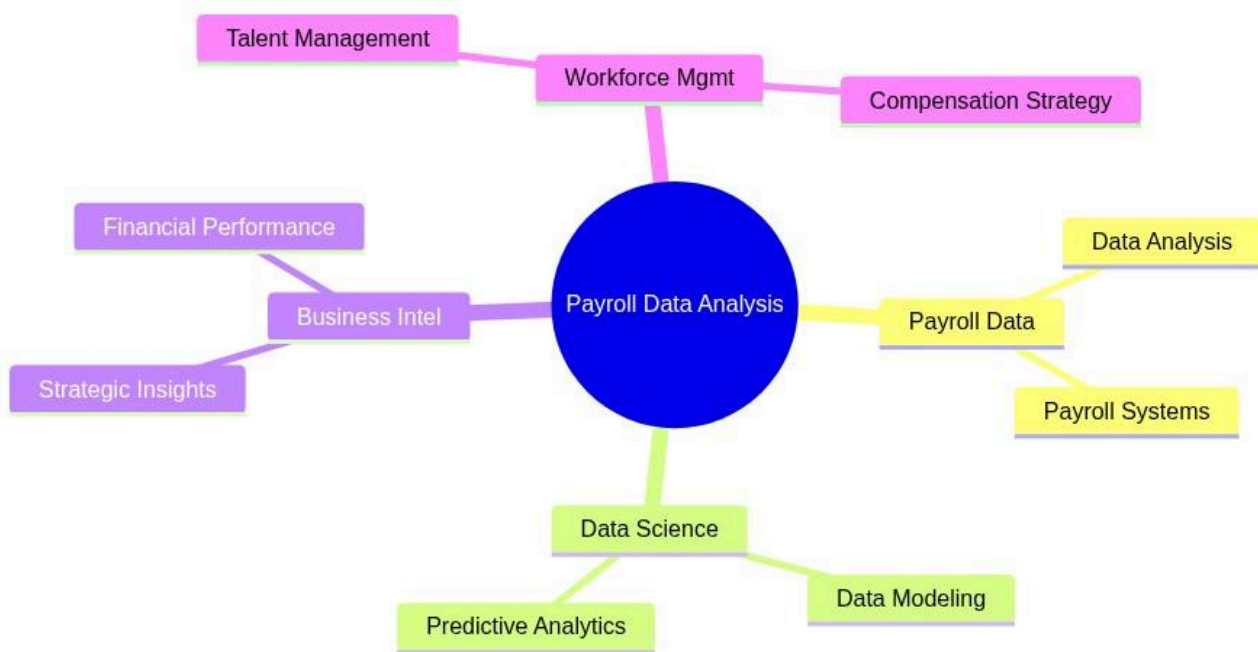 Talent Management
Workforce Mgmt
Compensation Strategy
Financial Performance
Business Intel
Strategic Insights
Payroll Data Analysis
Data Analysis
Payroll Data
Payroll Systems
Data Science
Predictive Analytics
Data Modeling